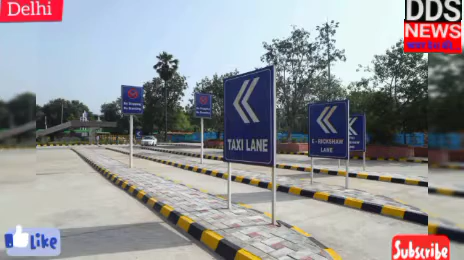 Delhi
DDS
NEWS
TAXI LANE
E-RICKSHAW
LANE
Like
Subscribe